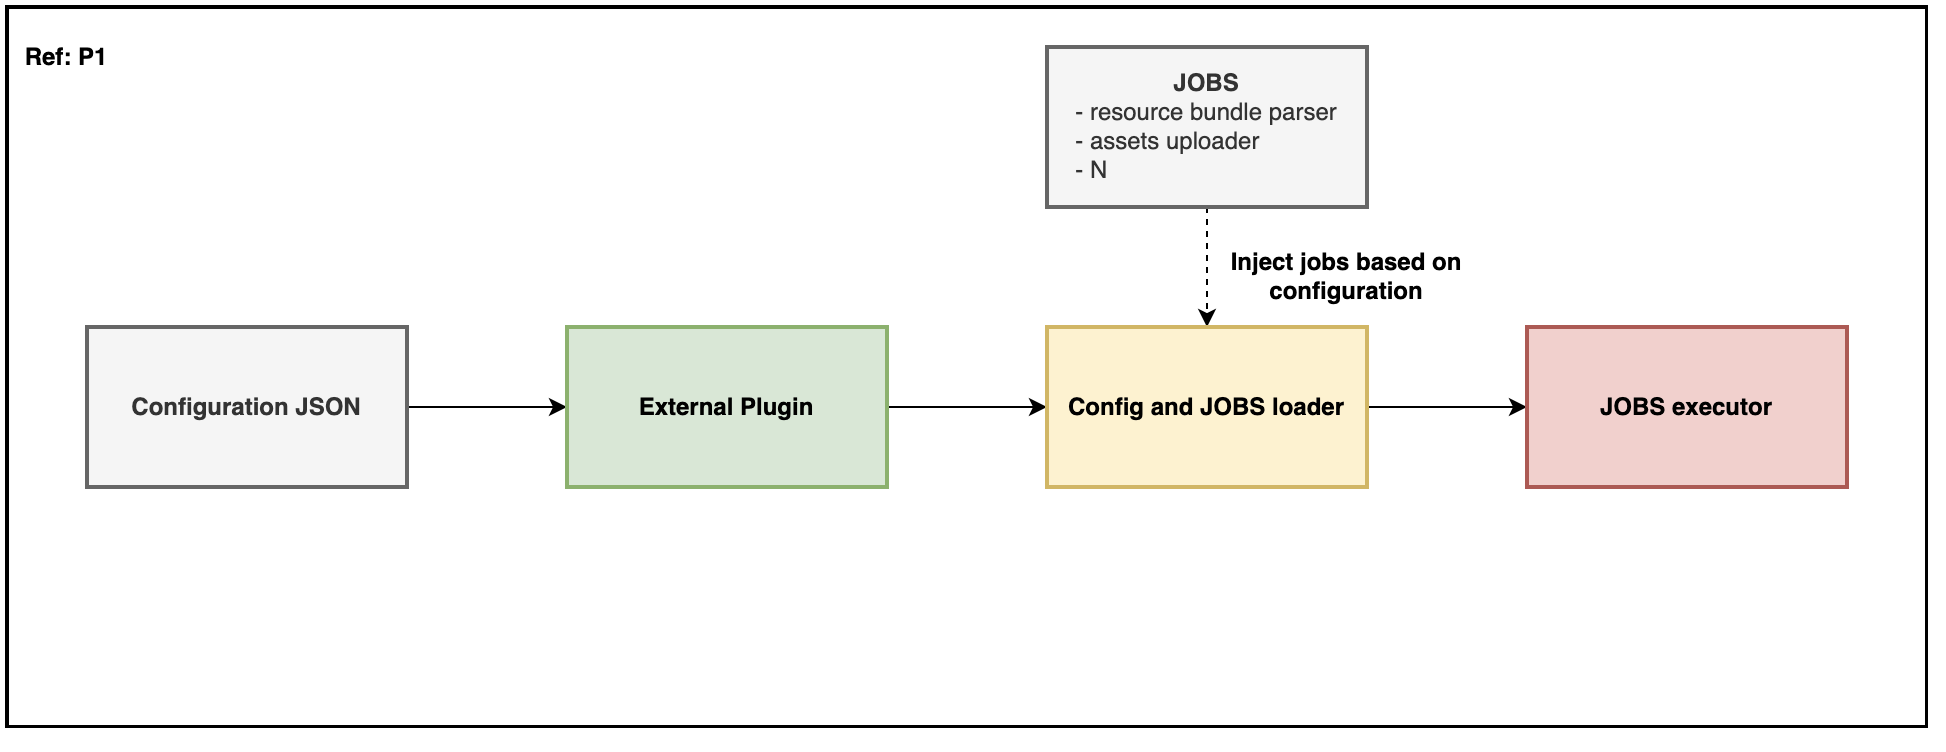 Ref: P1
JOBS
- resource bundle parser
- assets uploader
- N
Inject jobs based on
configuration
Configuration JSON
External Plugin
Config and JOBS loader
JOBS executor